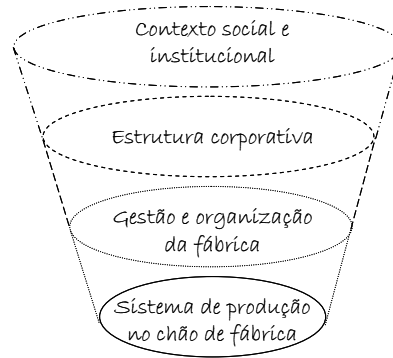 Contexto social e
institucional
Estrutura corporativa
Gestão e organização
da fábrica
Sistema de produção
no chão de fábrica